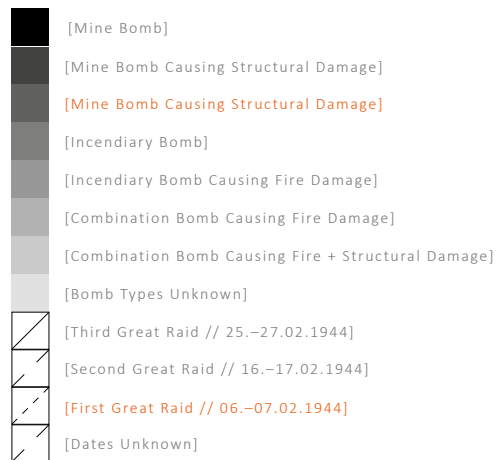 [Mine Bomb]
[Mine Bomb Causing Structural Damage]
[Mine Bomb Causing Structural Damage]
[Incendiary Bomb]
[Incendiary Bomb Causing Fire Damage]
[Combination Bomb Causing Fire Damage]
[Combination Bomb Causing Fire + Structural Damage]
[Bomb Types Unknown]
[Third Great Raid // 25.–27.02.1944]
[Second Great Raid // 16.–17.02.1944]
[First Great Raid // 06.–07.02.1944]
[Dates Unknown]